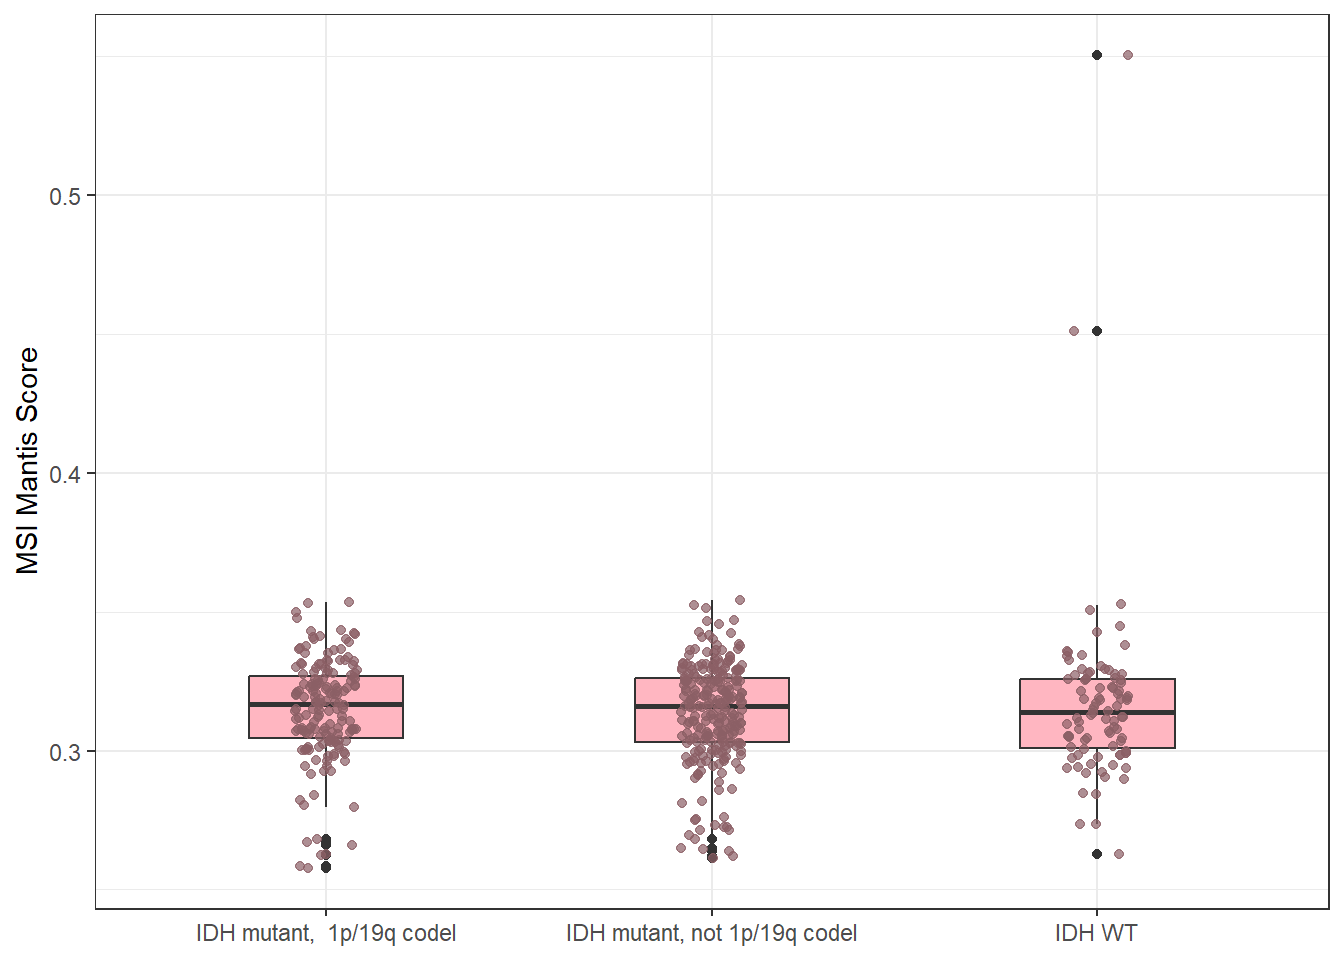 MSI Mantis Score
0.5
0.4
0.3
IDH mutant,  1p/19q codel
IDH mutant, not 1p/19q codel
IDH WT